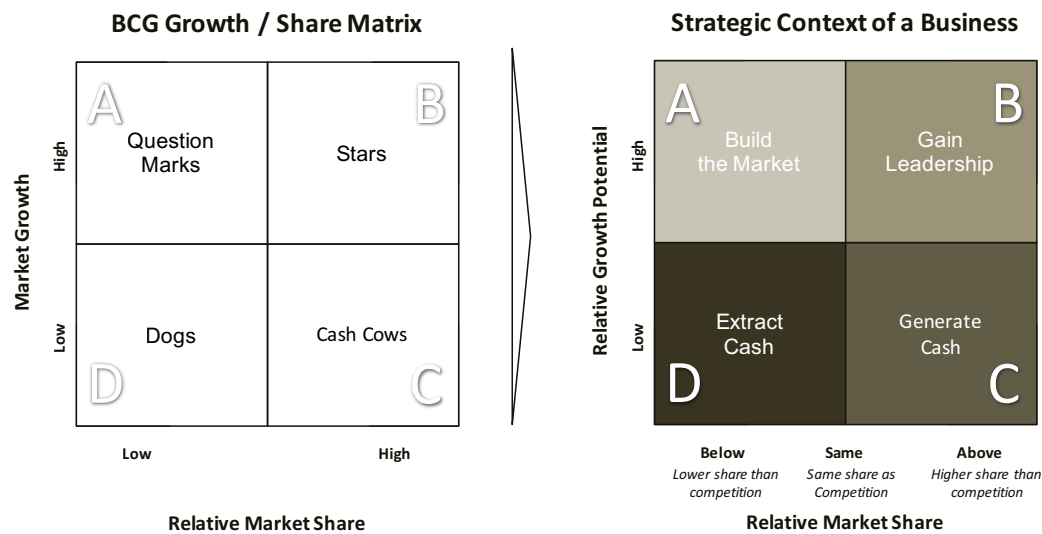 BCG Growth / Share Matrix
Market Growth
High
Low
A
Question
Marks
B
Stars
D
Dogs
C
Cash Cows
Low
High
Relative Market Share
Strategic Context of a Business
Relative Growth Potential
High
Low
A
Build
the Market
B
Gain
Leadership
D
Extract
Cash
C
Generate
Cash
Below
Lower share than
competition
Same
Same share as
Competition
Above
Higher share than
competition
Relative Market Share